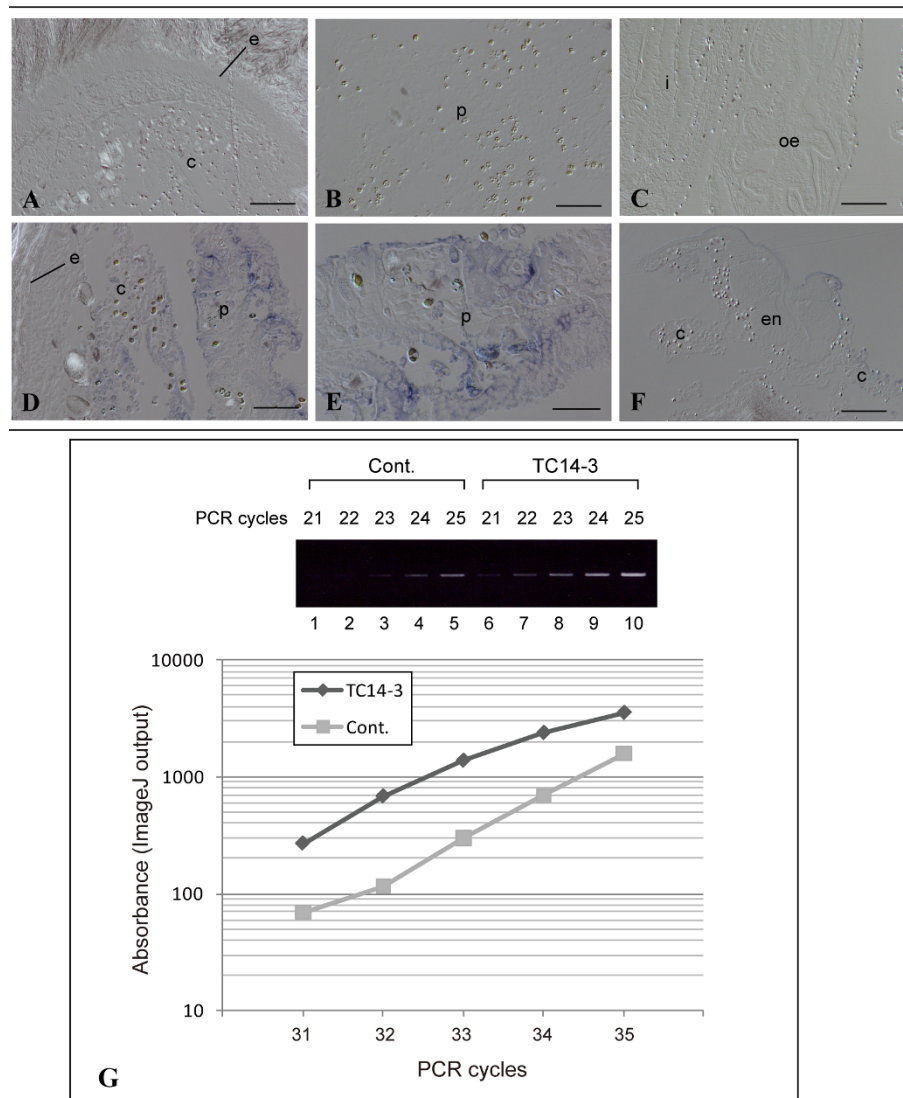 e
c
A
p
B
i
oe
C
e
c
p
D
p
E
c
en
c
F
Cont. TC14-3
PCR cycles 21 22 23 24 25 21 22 23 24 25
1 2 3 4 5 6 7 8 9 10
10000
TC14-3
Cont.
1000
100
10
Absorbance (ImageJ output)
31 32 33 34 35
PCR cycles
G